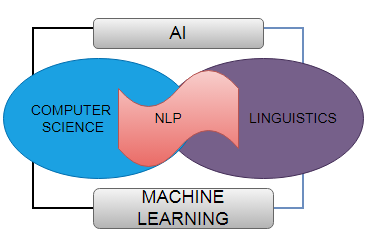 AI
COMPUTER
SCIENCE
NLP
LINGUISTICS
MACHINE
LEARNING